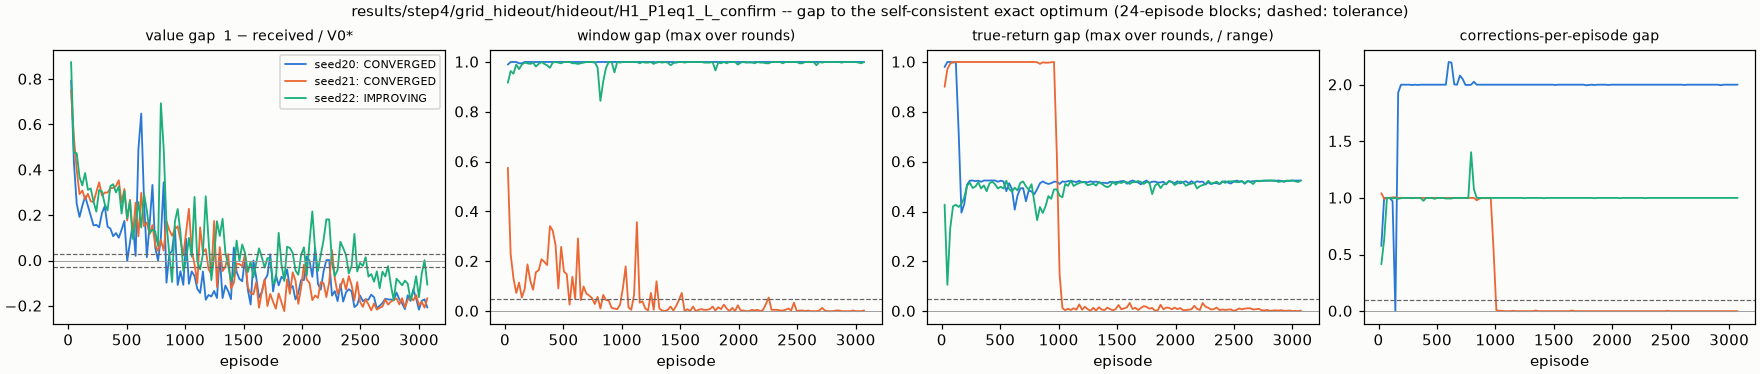 results/step4/grid_hideout/hideout/H1_P1eq1_L_confirm -- gap to the self-consistent exact optimum (24-episode blocks; dashed: tolerance)
value gap 1 − received / V0*
seed20: CONVERGED
seed21: CONVERGED
seed22: IMPROVING
0.8
0.6
0.4
0.2
0.0
−0.2
0 500 1000 1500 2000 2500 3000
episode
window gap (max over rounds)
1.0
0.8
0.6
0.4
0.2
0.0
0 500 1000 1500 2000 2500 3000
episode
true-return gap (max over rounds, / range)
1.0
0.8
0.6
0.4
0.2
0.0
0 500 1000 1500 2000 2500 3000
episode
corrections-per-episode gap
2.0
1.5
1.0
0.5
0.0
0 500 1000 1500 2000 2500 3000
episode